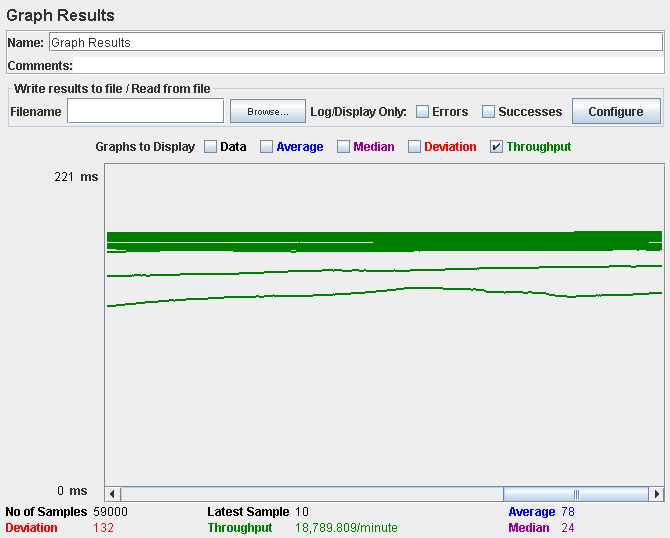 Graph Results
Name: Graph Results
Comments:
Write results to file / Read from file
Filename Browse... Log/Display Only: Errors Successes Configure
Graphs to Display Data Average Median Deviation Throughput
221 ms
0 ms
No of Samples 59000 Latest Sample 10 Average 78
Deviation 132 Throughput 18,789.809/minute Median 24